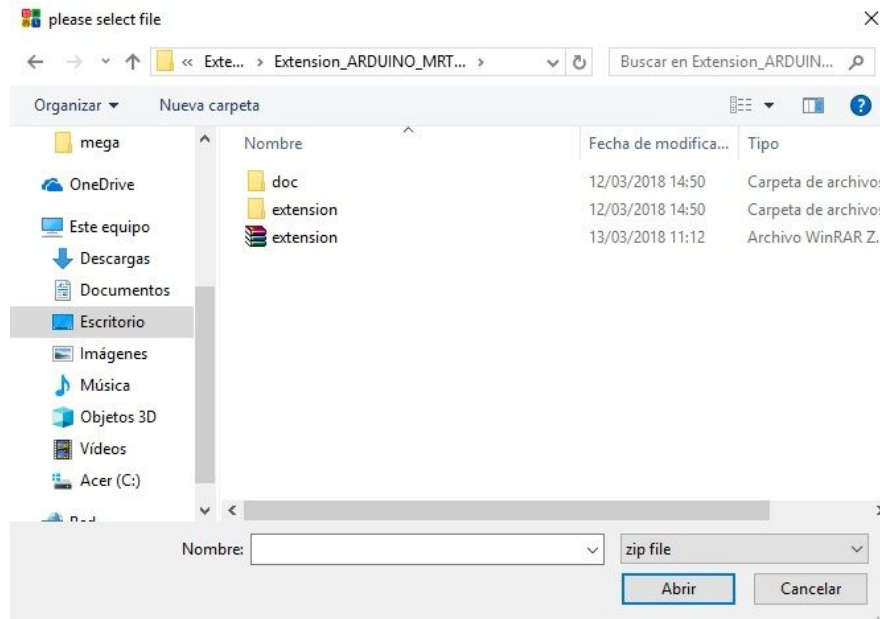 please select file
« Exte... > Extension_ARDUINO_MRT... >
Buscar en Extension_ARDUIN...
Organizar
Nueva carpeta
mega
OneDrive
Este equipo
Descargas
Documentos
Escritorio
Imágenes
Música
Objetos 3D
Vídeos
Acer (C:)
Nombre Fecha de modifica... Tipo
doc 12/03/2018 14:50 Carpeta de archivos
extension 12/03/2018 14:50 Carpeta de archivos
extension 13/03/2018 11:12 Archivo WinRAR Z.
Nombre:
zip file
Abrir
Cancelar